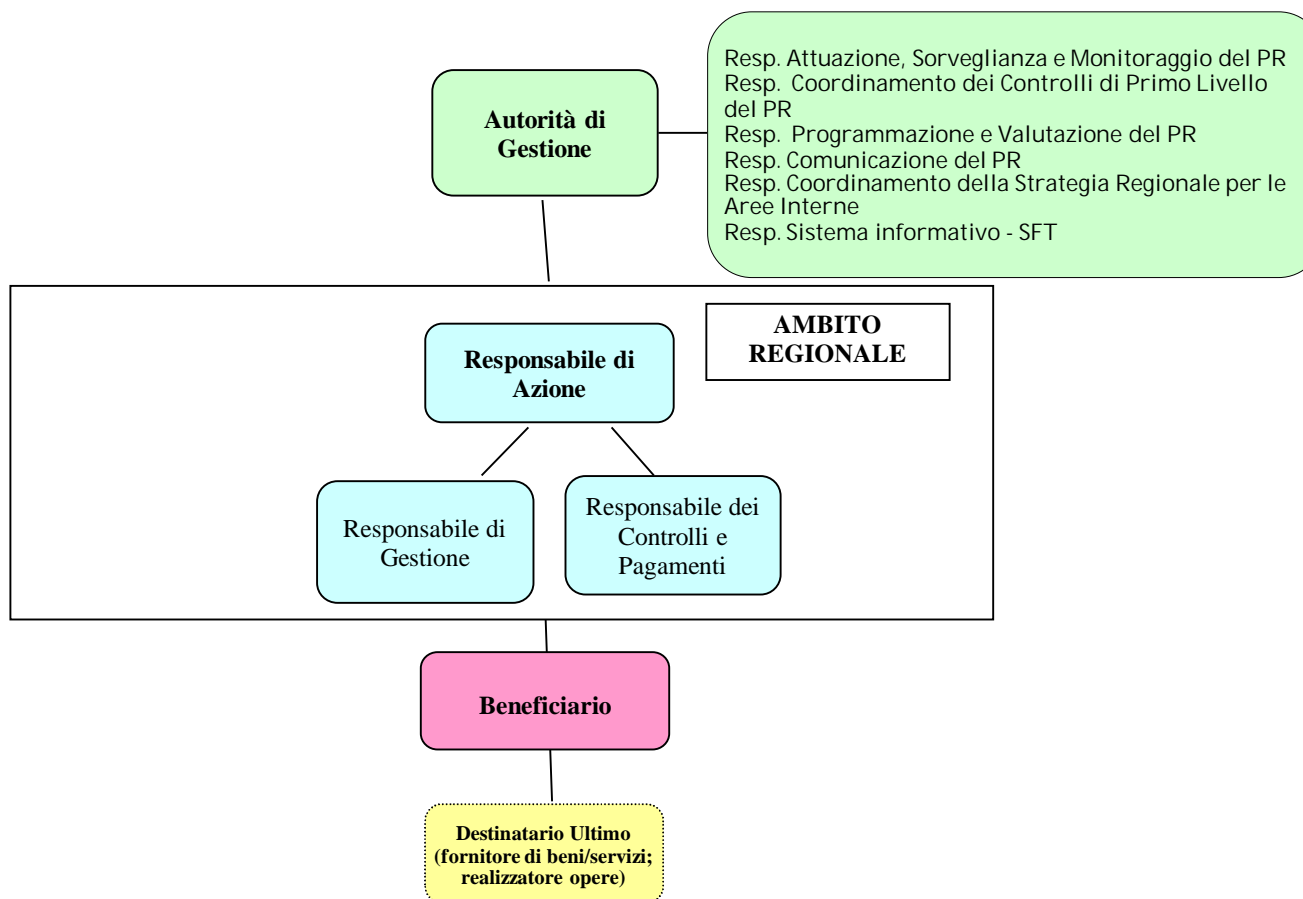 Autorità di
Gestione
Resp. Attuazione, Sorveglianza e Monitoraggio del PR
Resp. Coordinamento dei Controlli di Primo Livello
del PR
Resp. Programmazione e Valutazione del PR
Resp. Comunicazione del PR
Resp. Coordinamento della Strategia Regionale per le
Aree Interne
Resp. Sistema informativo - SFT
AMBITO
REGIONALE
Responsabile di
Azione
Responsabile di
Gestione
Responsabile dei
Controlli e
Pagamenti
Beneficiario
Destinatario Ultimo
(fornitore di beni/servizi;
realizzatore opere)